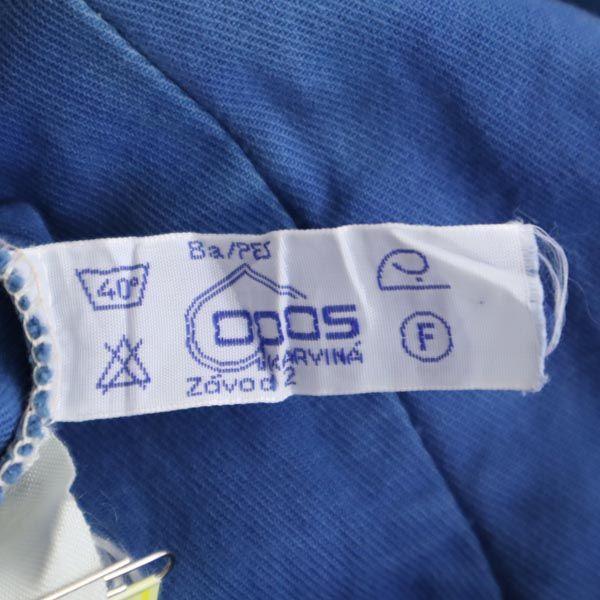 Ba/PES
40°
opos
KARVINÁ
Závod 2
F